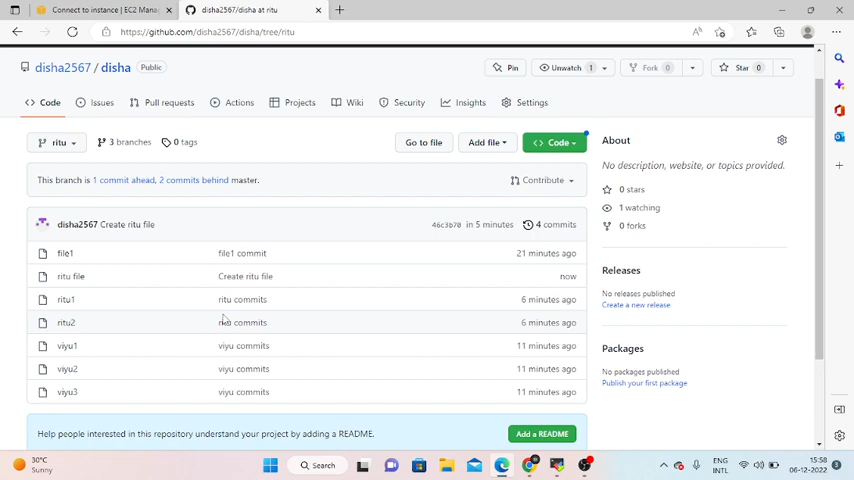 Connect to instance | EC2 Mana
disha2567/disha at ritu
https://github.com/disha2567/disha/tree/ritu
disha2567 / disha
Public
Pin
Unwatch 1
Fork 0
Star 0
Code
Issues
Pull requests
Actions
Projects
Wiki
Security
Insights
Settings
ritu
3 branches
0 tags
Go to file
Add file
Code
About
No description, website, or topics provided.
This branch is 1 commit ahead, 2 commits behind master.
Contribute
0 stars
1 watching
0 forks
disha2567 Create ritu file
46c3b70 in 5 minutes
4 commits
file1 file1 commit 21 minutes ago
ritu file Create ritu file now
ritu1 ritu commits 6 minutes ago
ritu2 ritu commits 6 minutes ago
viyu1 viyu commits 11 minutes ago
viyu2 viyu commits 11 minutes ago
viyu3 viyu commits 11 minutes ago
Releases
No releases published
Create a new release
Packages
No packages published
Publish your first package
Help people interested in this repository understand your project by adding a README.
Add a README
30°C
Sunny
Search
ENG
INTL
15:58
06-12-2022
3